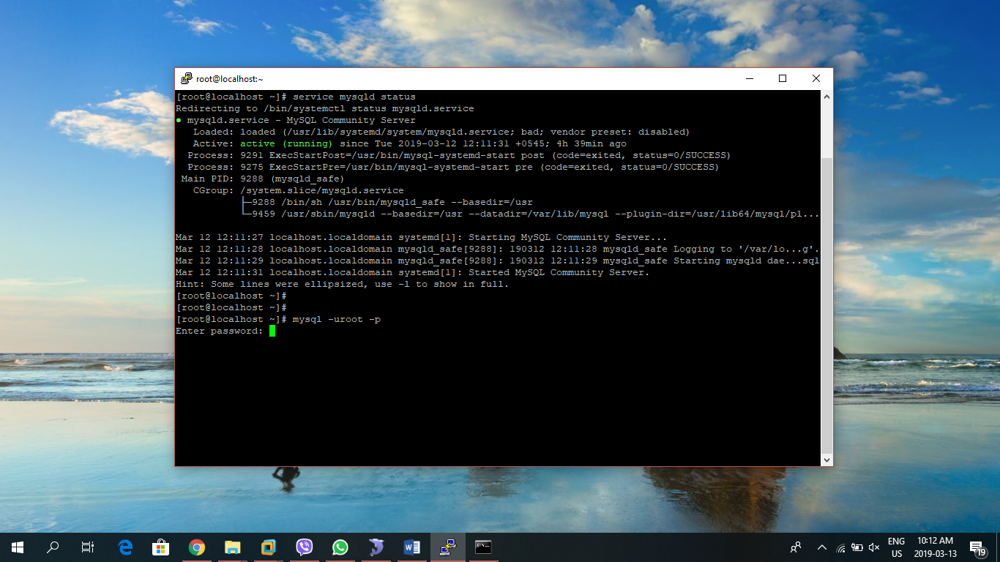 root@localhost:~
[root@localhost ~]# service mysqld status
Redirecting to /bin/systemctl status mysqld.service
● mysqld.service - MySQL Community Server
   Loaded: loaded (/usr/lib/systemd/system/mysqld.service; bad; vendor preset: disabled)
   Active: active (running) since Tue 2019-03-12 12:11:31 +0545; 4h 39min ago
  Process: 9291 ExecStartPost=/usr/bin/mysql-systemd-start post (code=exited, status=0/SUCCESS)
  Process: 9275 ExecStartPre=/usr/bin/mysql-systemd-start pre (code=exited, status=0/SUCCESS)
 Main PID: 9288 (mysqld_safe)
   CGroup: /system.slice/mysqld.service
           ├─9288 /bin/sh /usr/bin/mysqld_safe --basedir=/usr
           └─9459 /usr/sbin/mysqld --basedir=/usr --datadir=/var/lib/mysql --plugin-dir=/usr/lib64/mysql/pl...
Mar 12 12:11:27 localhost.localdomain systemd[1]: Starting MySQL Community Server...
Mar 12 12:11:28 localhost.localdomain mysqld_safe[9288]: 190312 12:11:28 mysqld_safe Logging to '/var/lo...g'.
Mar 12 12:11:29 localhost.localdomain mysqld_safe[9288]: 190312 12:11:29 mysqld_safe Starting mysqld dae...sql
Mar 12 12:11:31 localhost.localdomain systemd[1]: Started MySQL Community Server.
Hint: Some lines were ellipsized, use -l to show in full.
[root@localhost ~]#
[root@localhost ~]#
[root@localhost ~]# mysql -uroot -p
Enter password:
ENG
US
10:12 AM
2019-03-13
19